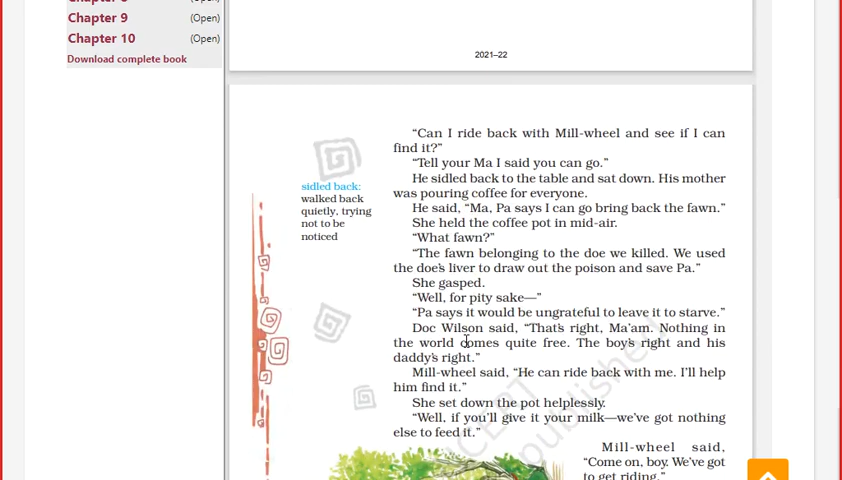 (Open)
Chapter 9 (Open)
Chapter 10 (Open)
Download complete book
2021–22
sidled back:
walked back
quietly, trying
not to be
noticed
“Can I ride back with Mill-wheel and see if I can
find it?”
“Tell your Ma I said you can go.”
He sidled back to the table and sat down. His mother
was pouring coffee for everyone.
He said, “Ma, Pa says I can go bring back the fawn.”
She held the coffee pot in mid-air.
“What fawn?”
“The fawn belonging to the doe we killed. We used
the doe’s liver to draw out the poison and save Pa.”
She gasped.
“Well, for pity sake—”
“Pa says it would be ungrateful to leave it to starve.”
Doc Wilson said, “That’s right, Ma’am. Nothing in
the world comes quite free. The boy’s right and his
daddy’s right.”
Mill-wheel said, “He can ride back with me. I’ll help
him find it.”
She set down the pot helplessly.
“Well, if you’ll give it your milk—we’ve got nothing
else to feed it.”
Mill-wheel said,
“Come on, boy. We’ve got
to get riding.”